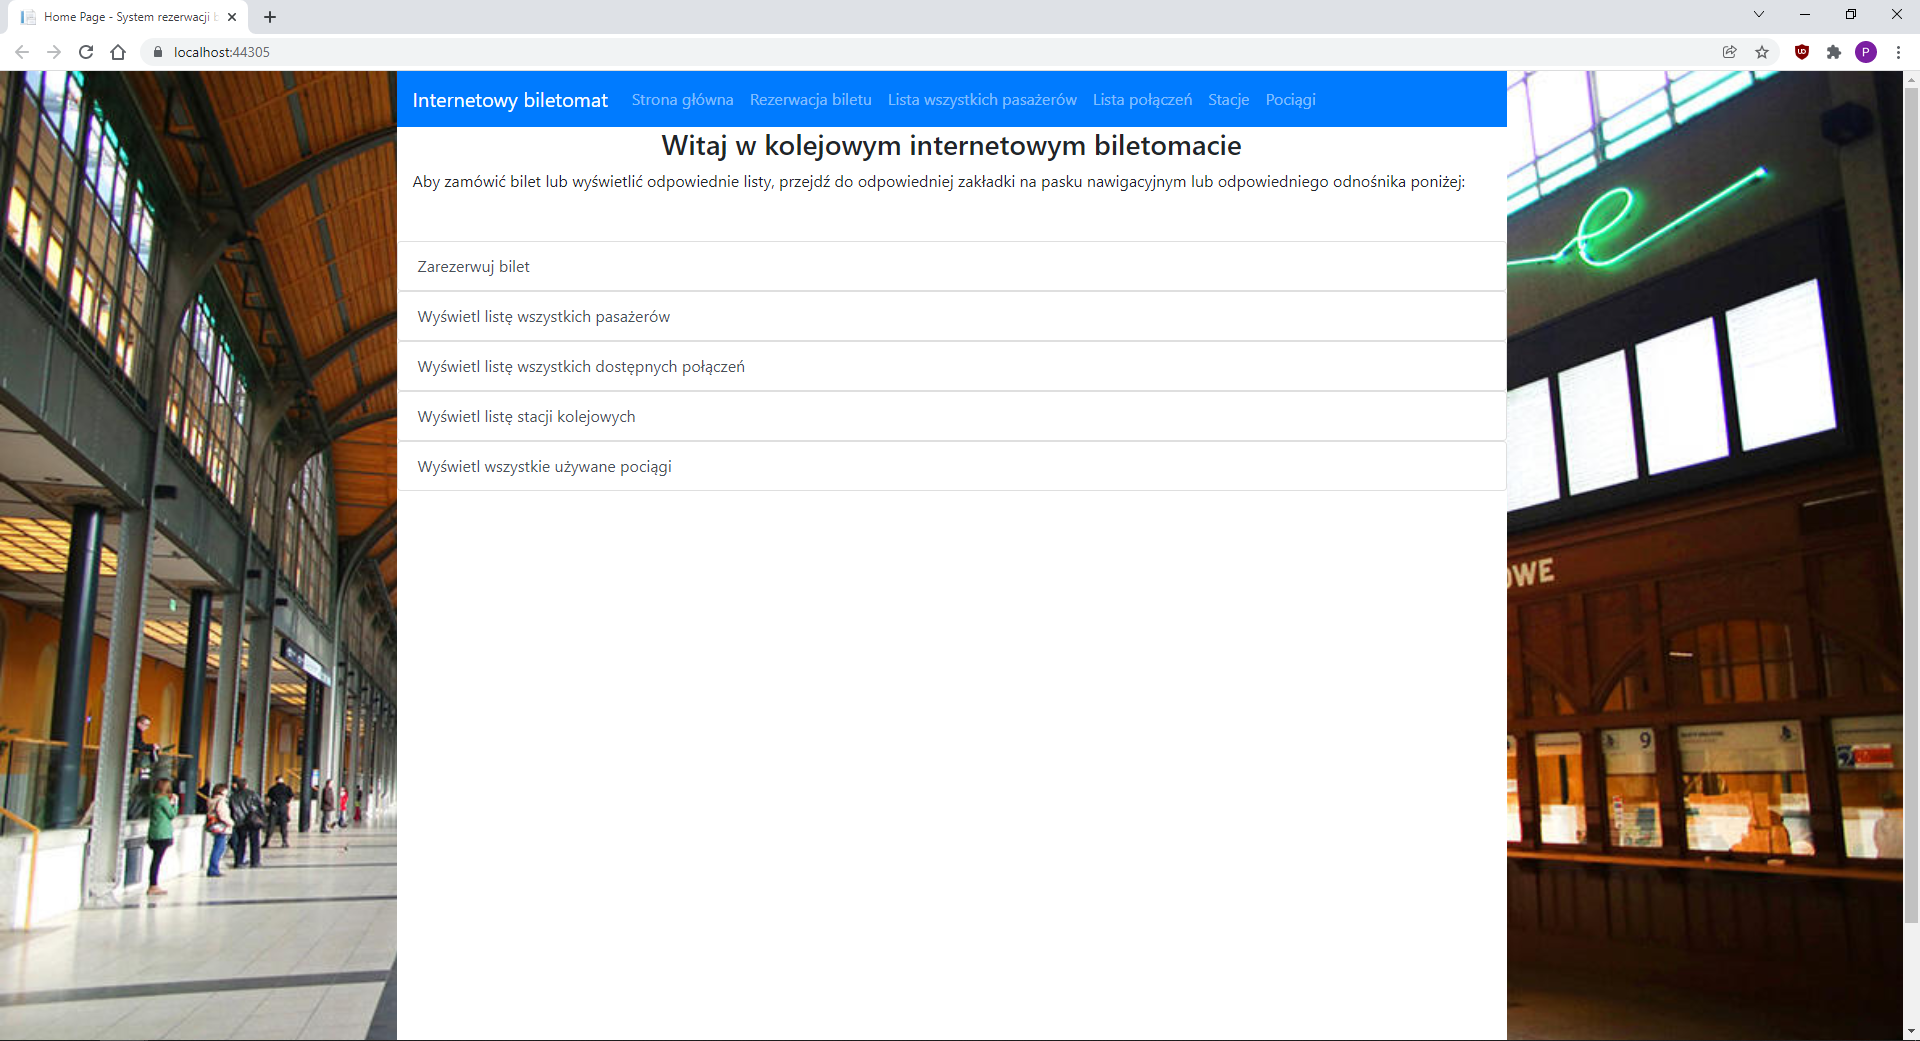 Home Page - System rezerwacji
localhost:44305
P
Internetowy biletomat Strona główna Rezerwacja biletu Lista wszystkich pasażerów Lista połączeń Stacje Pociągi
Witaj w kolejowym internetowym biletomacie
Aby zamówić bilet lub wyświetlić odpowiednie listy, przejdź do odpowiedniej zakładki na pasku nawigacyjnym lub odpowiedniego odnośnika poniżej:
Zarezerwuj bilet
Wyświetl listę wszystkich pasażerów
Wyświetl listę wszystkich dostępnych połączeń
Wyświetl listę stacji kolejowych
Wyświetl wszystkie używane pociągi
OWE
9